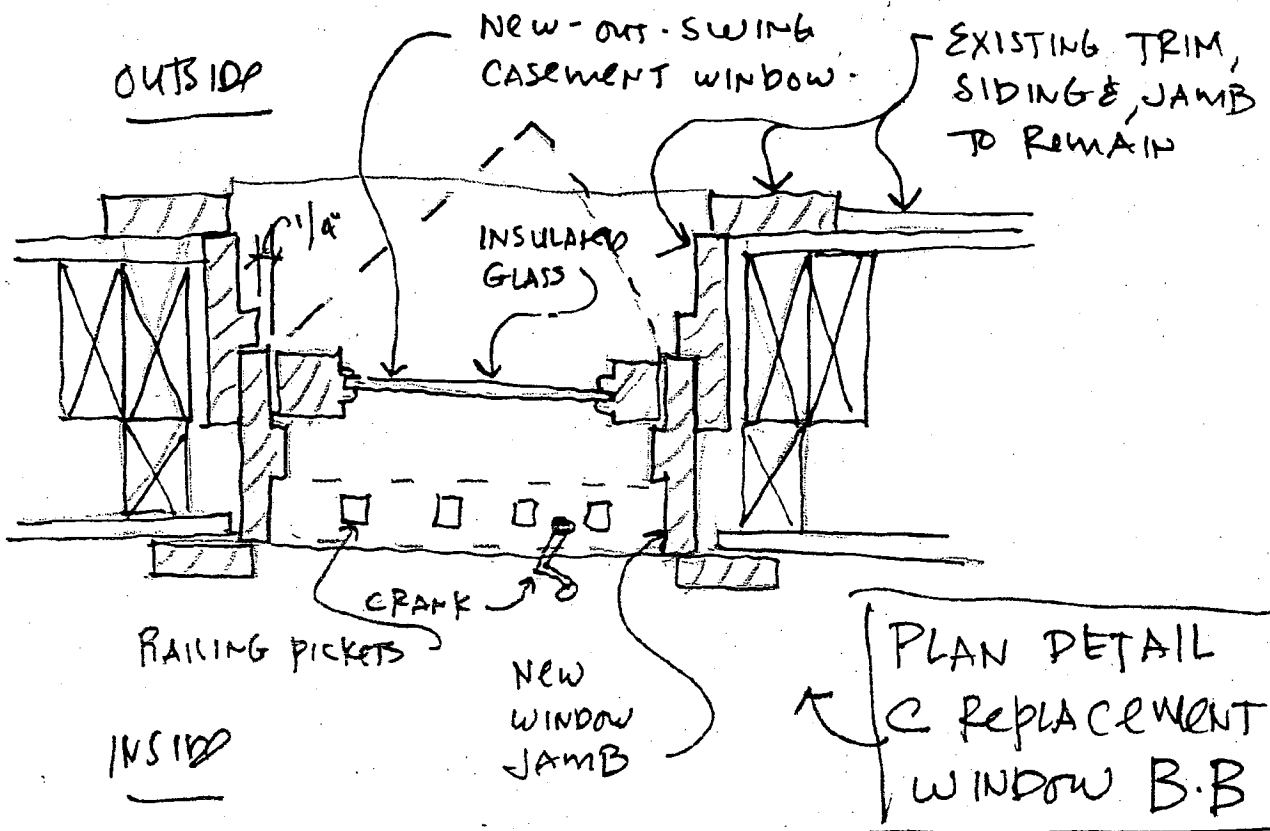 OUTSIDE
NEW-OUT-SWING
CASEMENT WINDOW.
EXISTING TRIM,
SIDING &, JAMB
TO REMAIN
1/4"
INSULATED
GLASS
CRANK
RAILING PICKETS
NEW
WINDOW
JAMB
INSIDE
PLAN DETAIL
C REPLACEMENT
WINDOW B.B